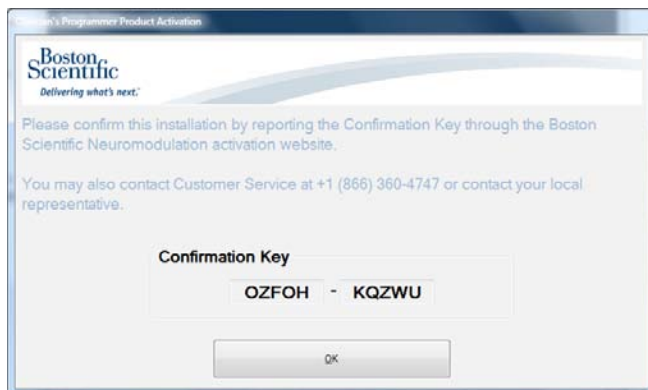 Clinician's Programmer Product Activation
Boston
Scientific
Delivering what's next.™
Please confirm this installation by reporting the Confirmation Key through the Boston
Scientific Neuromodulation activation website.
You may also contact Customer Service at +1 (866) 360-4747 or contact your local
representative.
Confirmation Key
OZFOH - KQZWU
OK